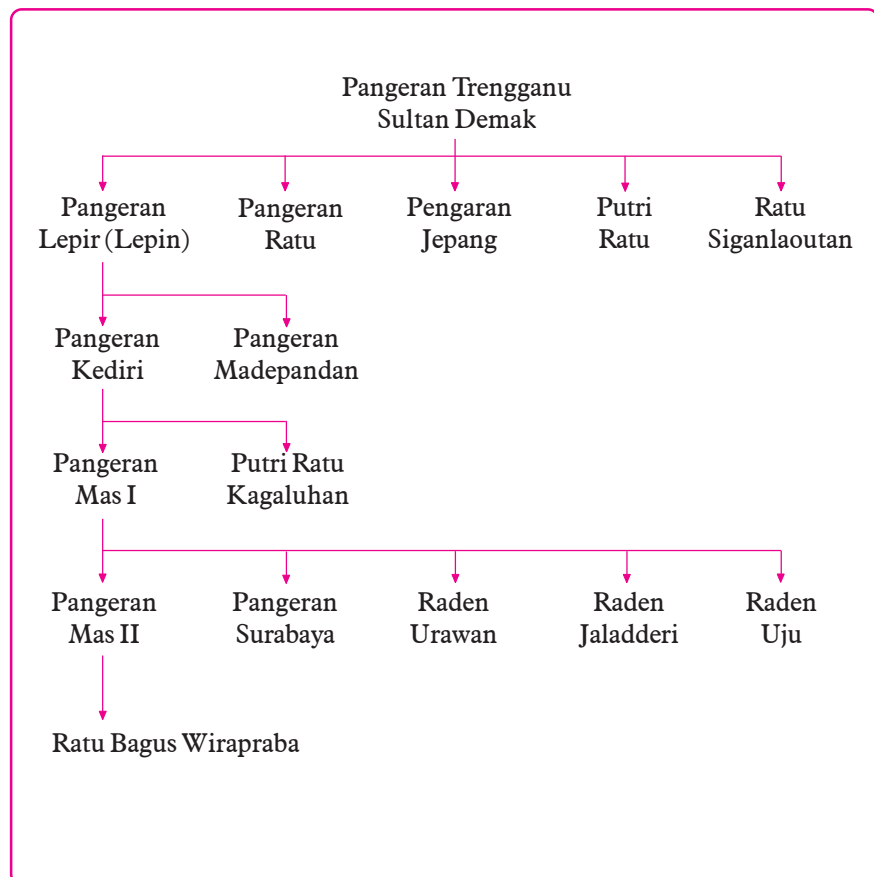 Pangeran Trengganu
Sultan Demak
Pangeran
Lepir (Lepin)
Pangeran
Ratu
Pengaran
Jepang
Putri
Ratu
Ratu
Siganlaoutan
Pangeran
Kediri
Pangeran
Madepandan
Pangeran
Mas I
Putri Ratu
Kagaluhan
Pangeran
Mas II
Pangeran
Surabaya
Raden
Urawan
Raden
Jaladderi
Raden
Uju
Ratu Bagus Wirapraba